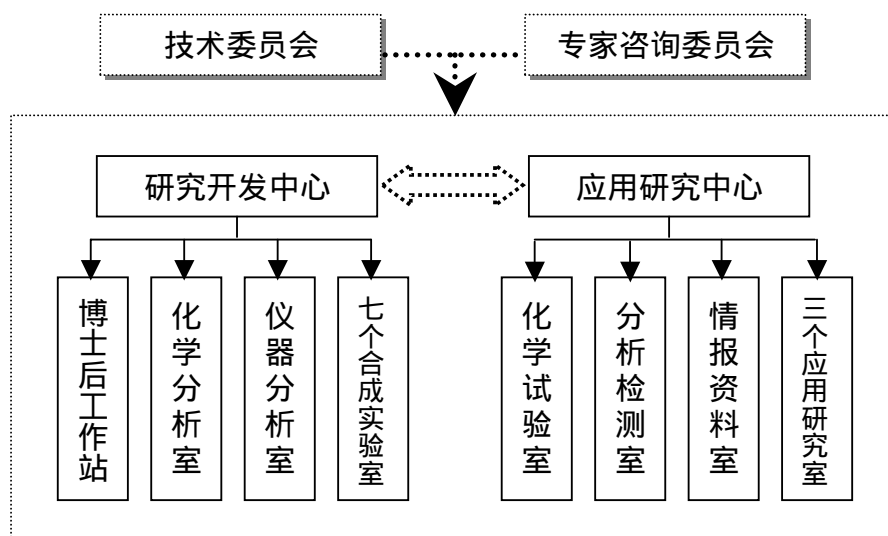 技术委员会
专家咨询委员会
研究开发中心
应用研究中心
博士后工作站
化学分析室
仪器分析室
七个合成实验室
化学试验室
分析检测室
情报资料室
三个应用研究室